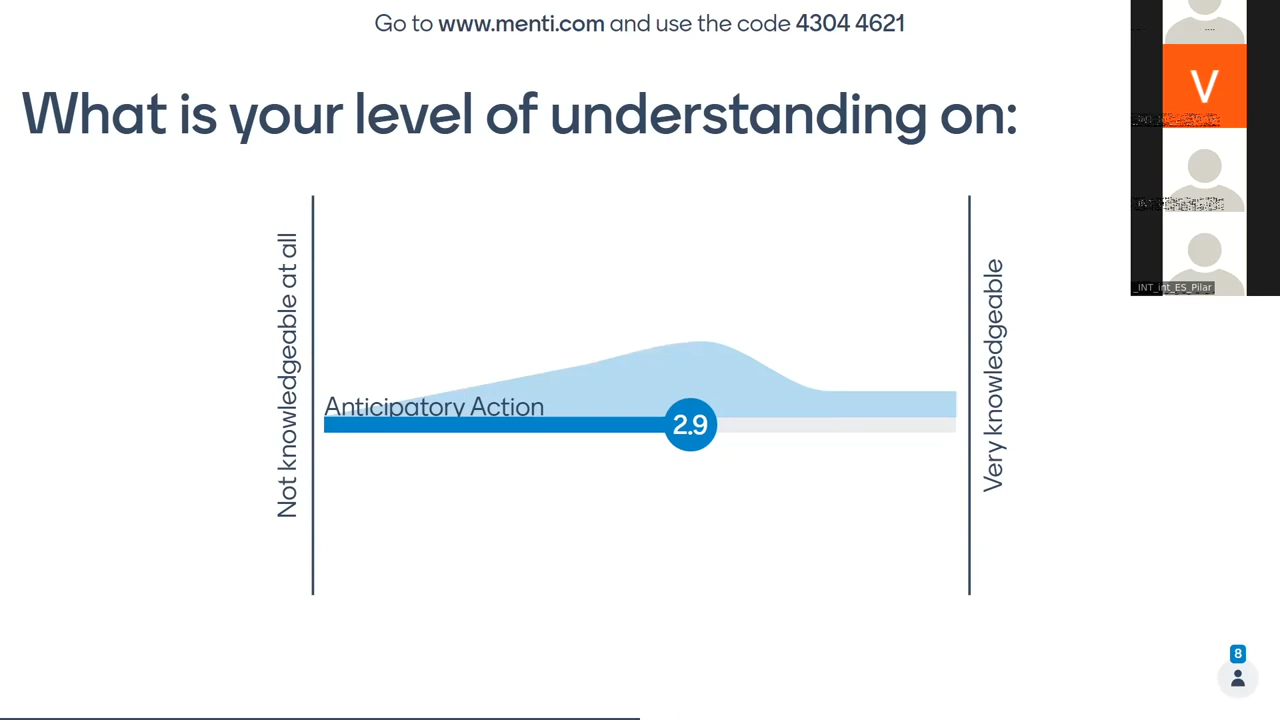 Go to www.menti.com and use the code 4304 4621
What is your level of understanding on:
V
Not knowledgeable at all
Anticipatory Action
2.9
Very knowledgeable
_INT_int_ES_Pilar
8